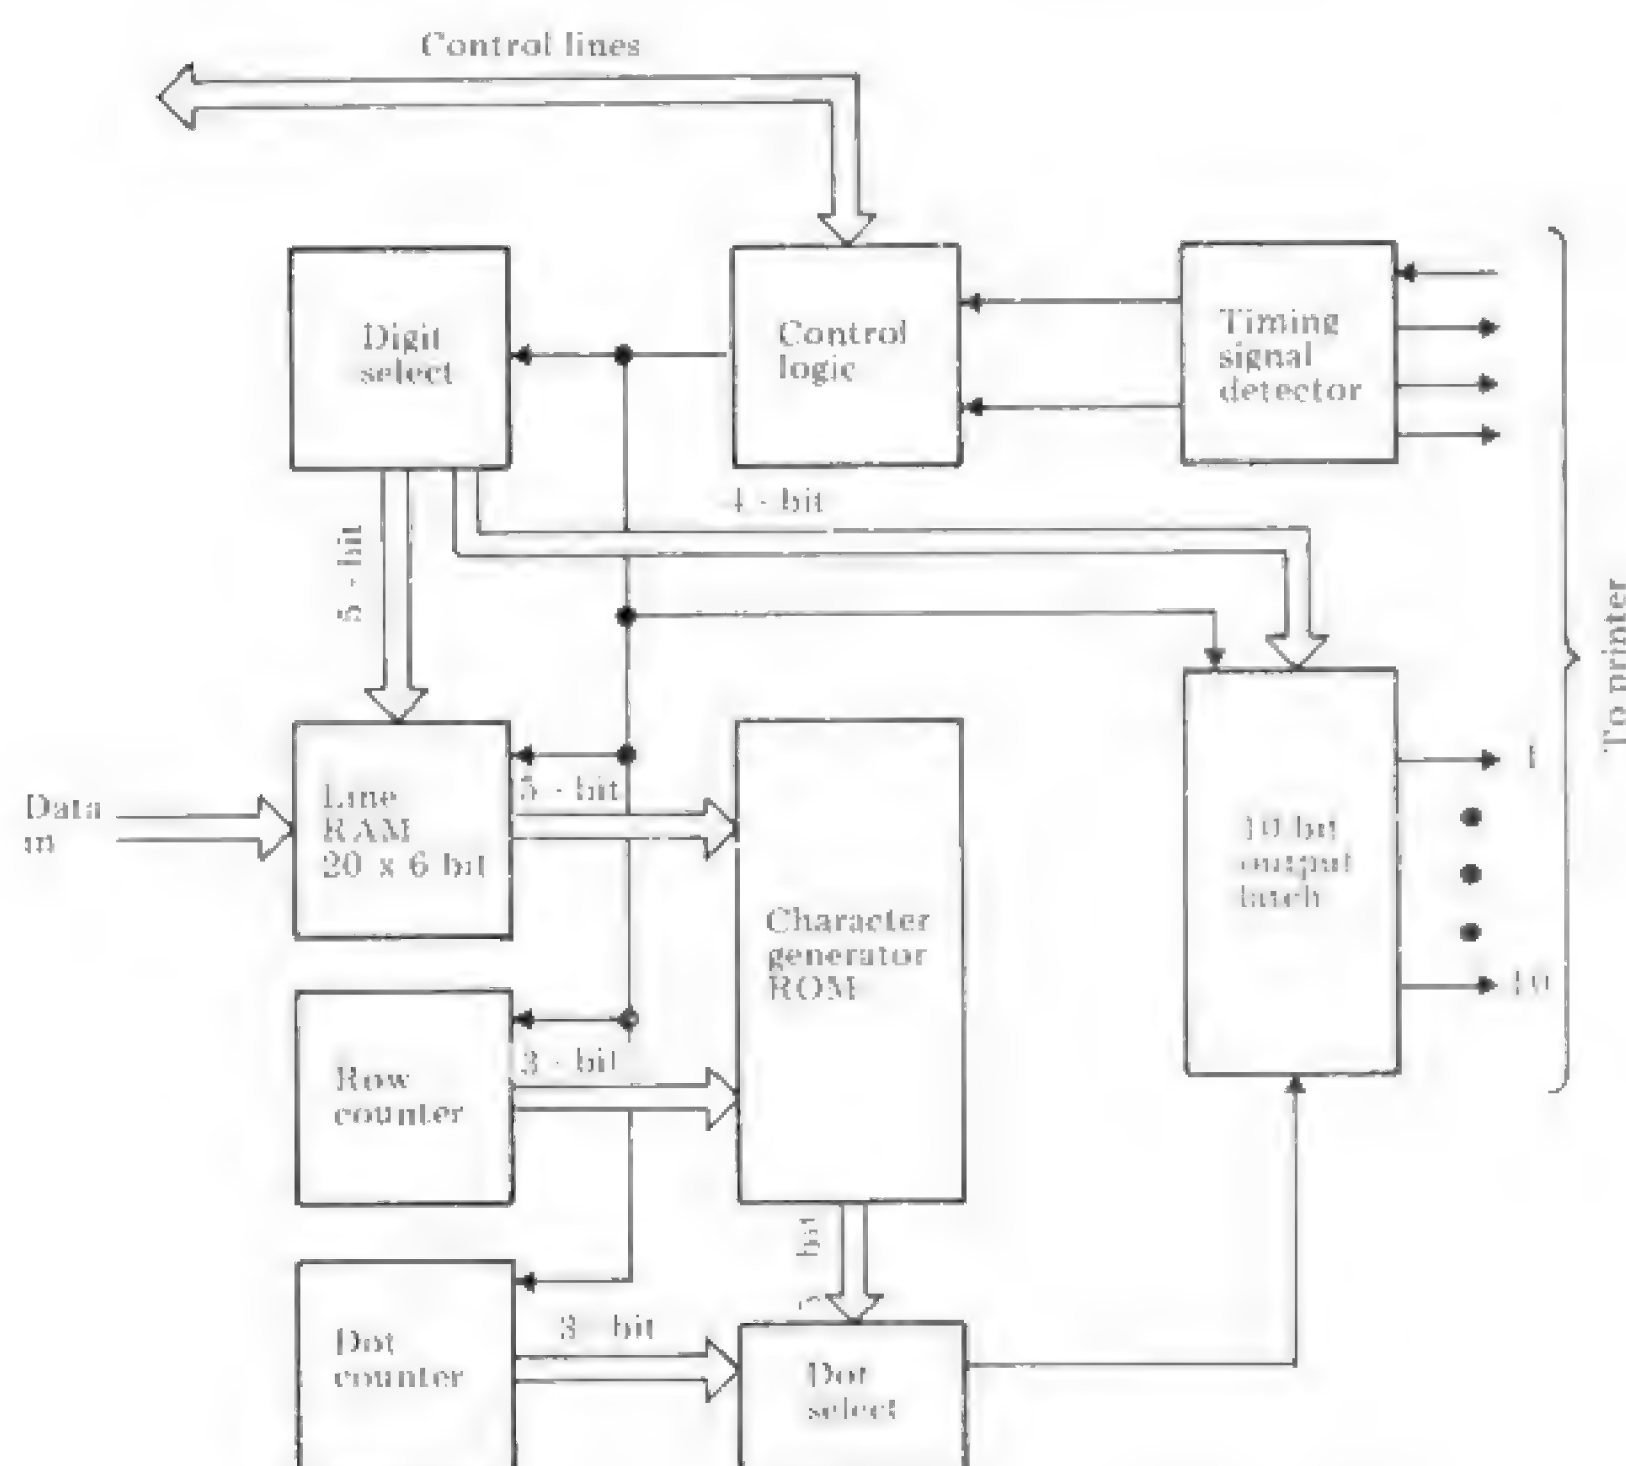 Control lines
Digit
select
Control
logic
Timing
signal
detector
4 - bit
5 - bit
To printer
Data
in
Line
RAM
20 x 6 bit
5 - bit
10 bit
output
latch
1
10
Character
generator
ROM
Row
counter
3 - bit
bit
Dot
counter
3 - bit
Dot
select